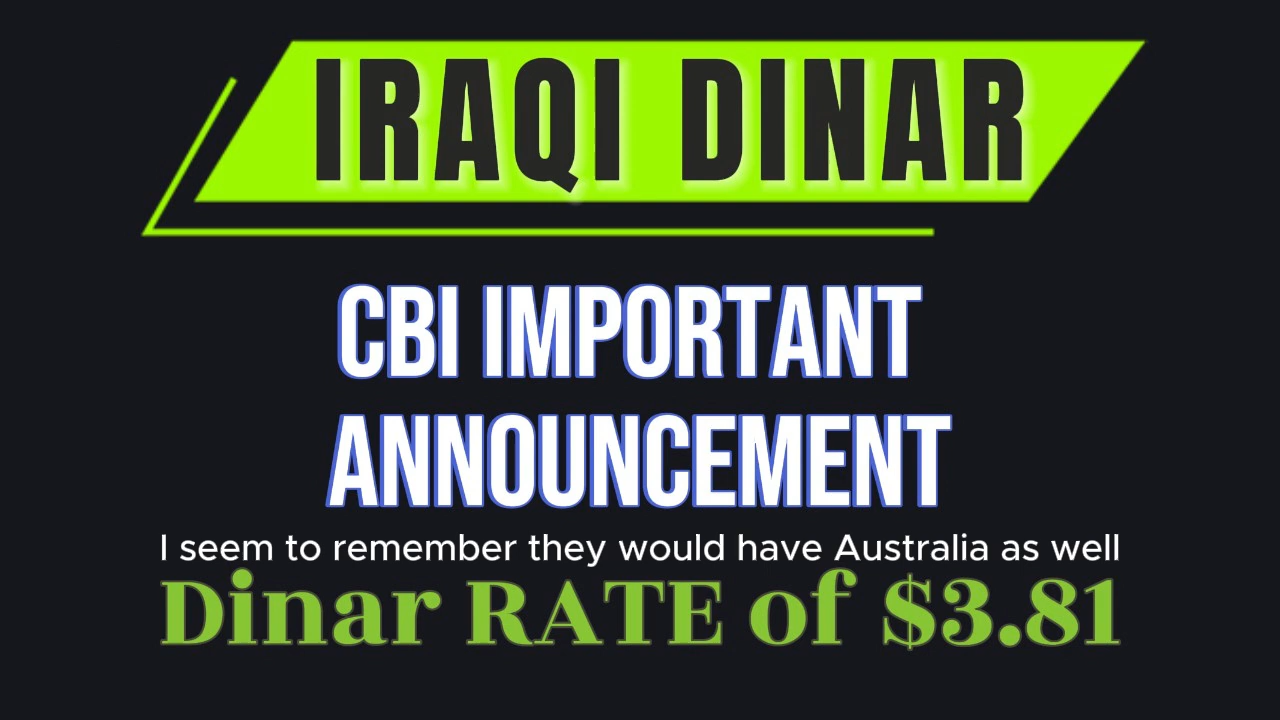 IRAQI DINAR
CBI IMPORTANT
ANNOUNCEMENT
I seem to remember they would have Australia as well
Dinar RATE of $3.81